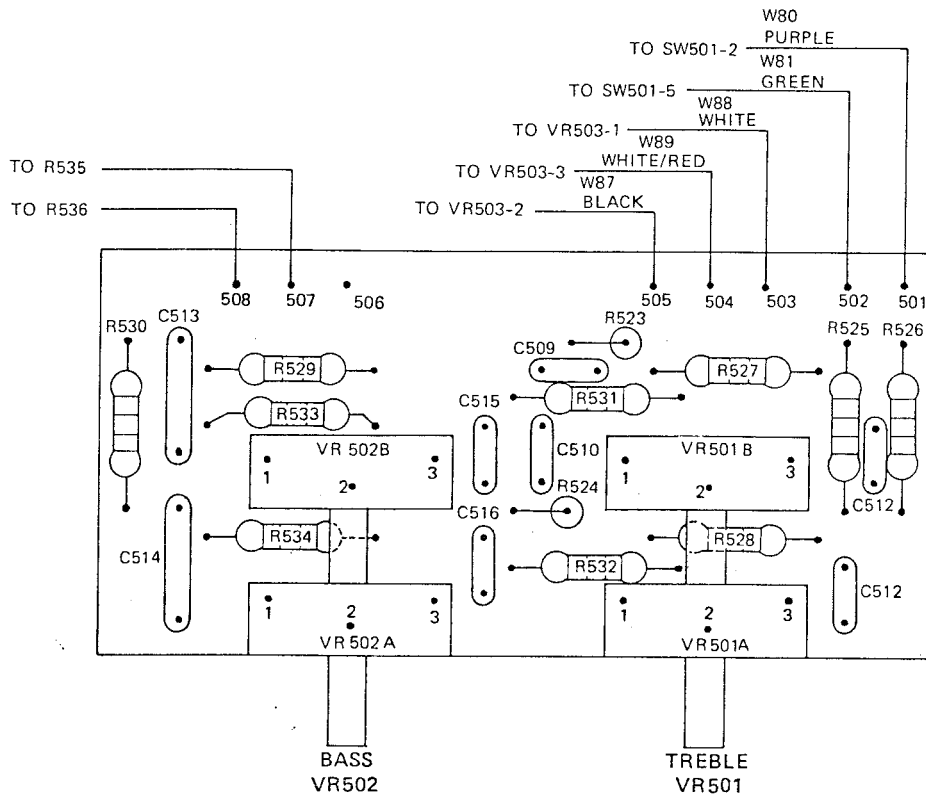 W80
PURPLE
TO SW501-2
W81
GREEN
TO SW501-5
W88
WHITE
TO VR503-1
W89
WHITE/RED
TO VR503-3
W87
BLACK
TO VR503-2
TO R535
TO R536
508
507
506
505
504
503
502
501
R530
C513
R529
R533
C509
R523
R527
R525
R526
R531
C515
C510
VR 502B
1
2
3
VR501 B
1
2
3
R524
C512
C516
C514
R534
R528
R532
C512
1
2
3
VR 502 A
1
2
3
VR501A
BASS
VR502
TREBLE
VR501